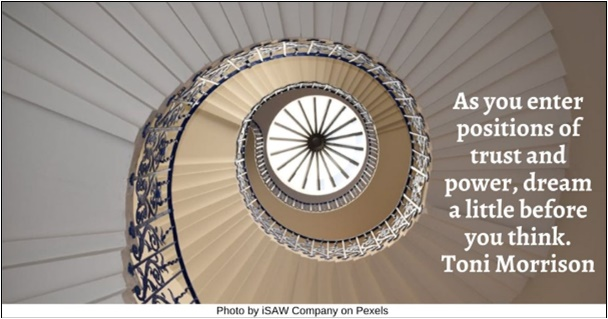 As you enter
positions of
trust and
power, dream
a little before
you think.
Toni Morrison
Photo by iSAW Company on Pexels